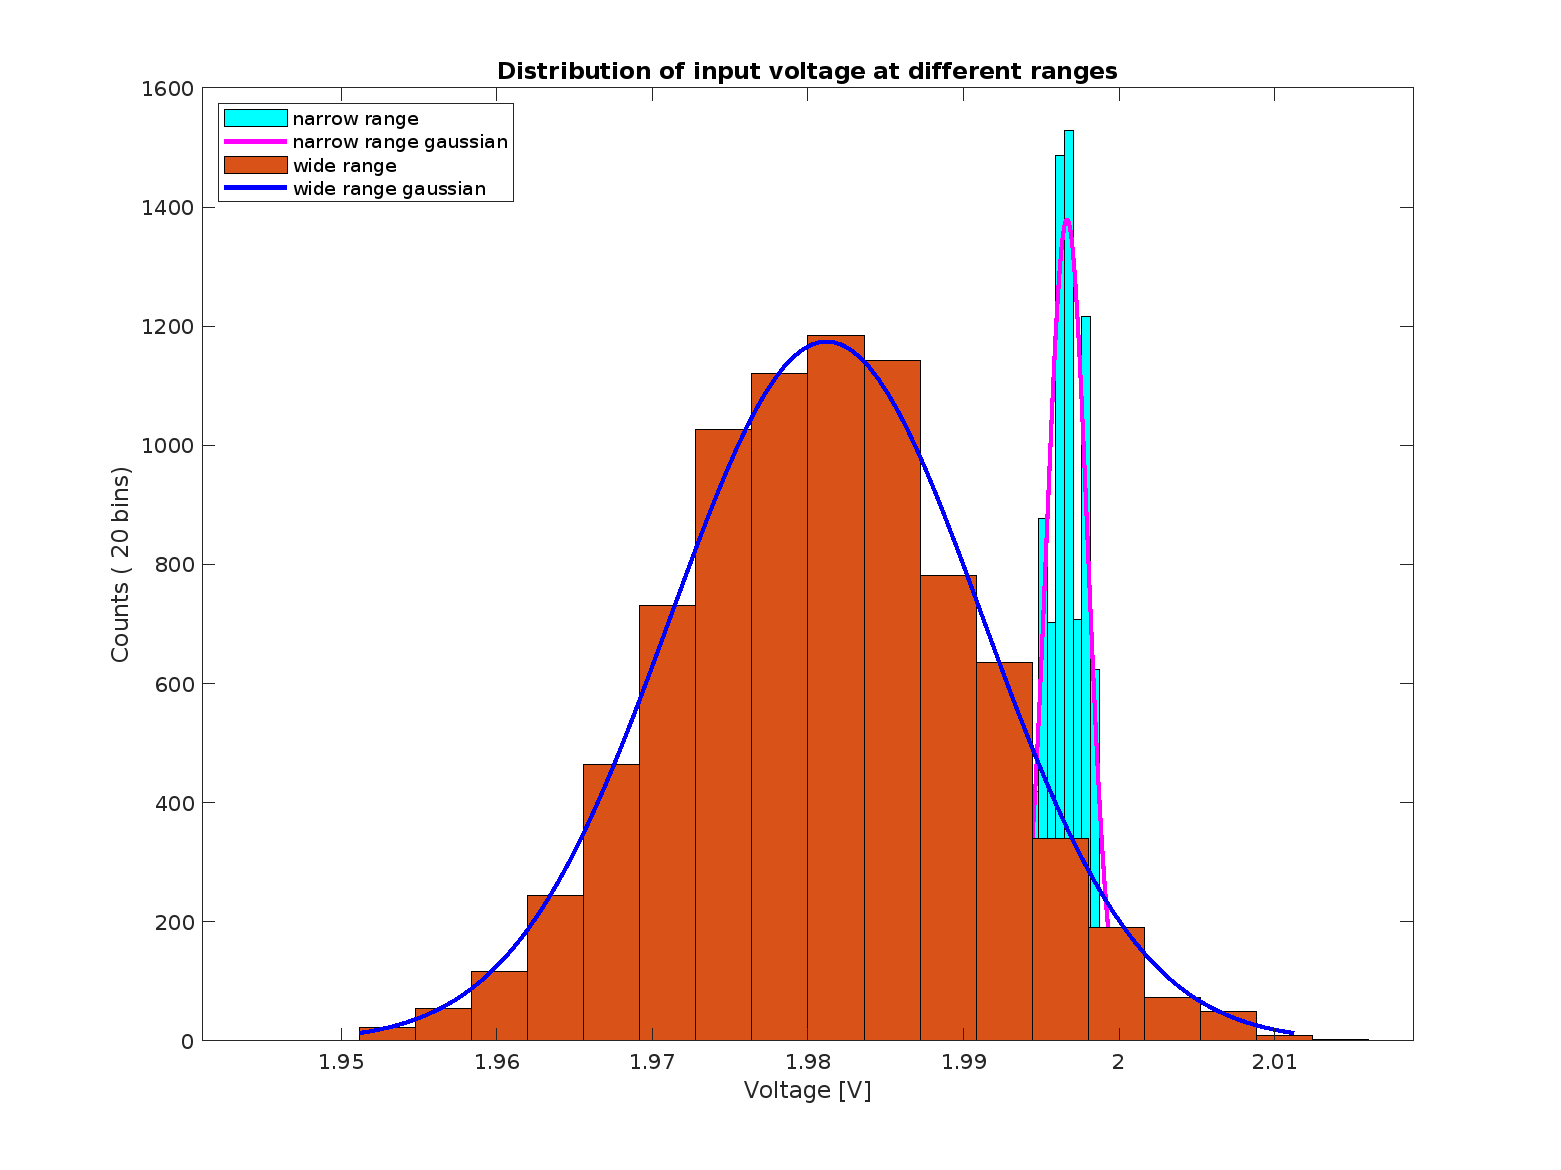 Distribution of input voltage at different ranges
1600
1400
1200
1000
800
600
400
200
0
narrow range
narrow range gaussian
wide range
wide range gaussian
Counts ( 20 bins)
1.95 1.96 1.97 1.98 1.99 2 2.01
Voltage [V]